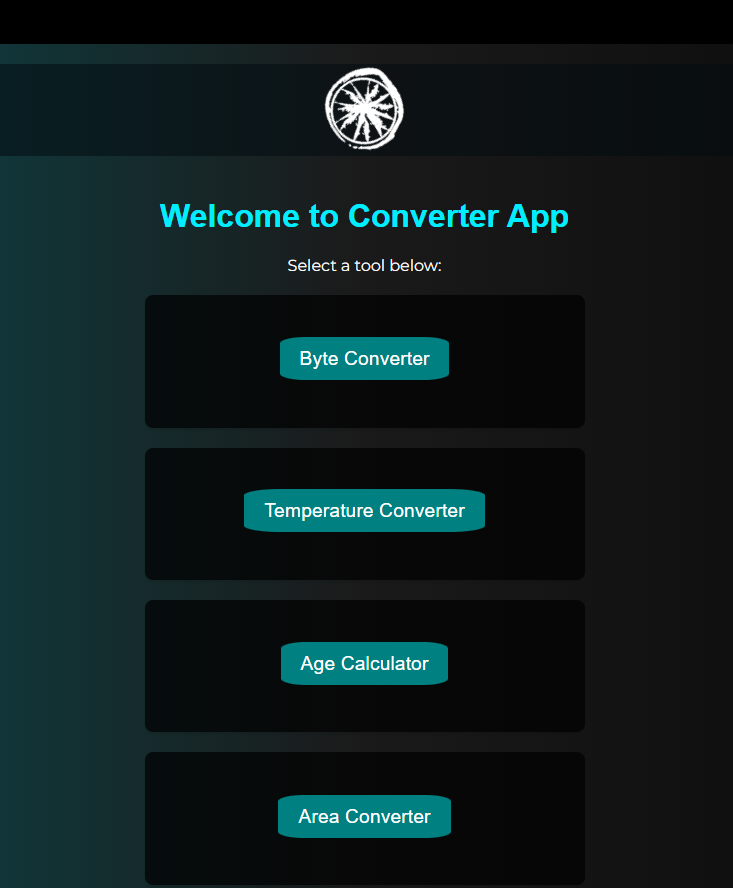 Welcome to Converter App
Select a tool below:
Byte Converter
Temperature Converter
Age Calculator
Area Converter